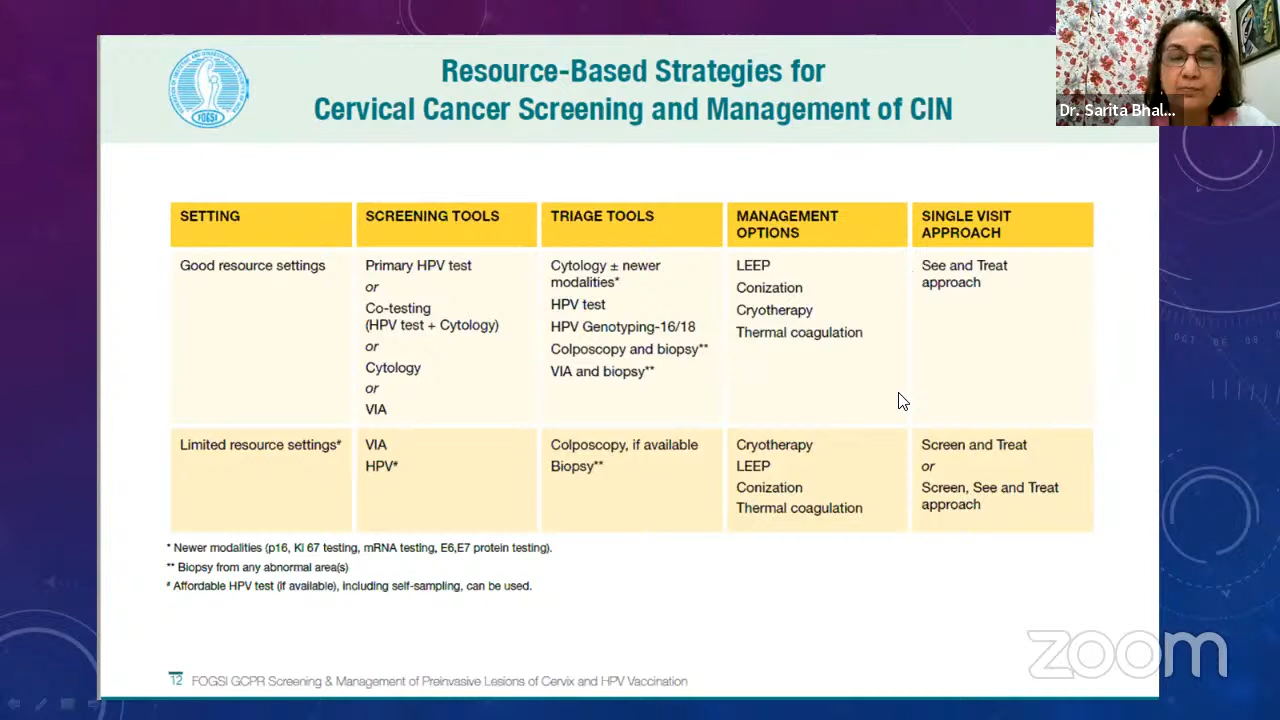 Resource-Based Strategies for
Cervical Cancer Screening and Management of CIN
FOGSI
Dr. Sarita Bhal...
SETTING
SCREENING TOOLS
TRIAGE TOOLS
MANAGEMENT
OPTIONS
SINGLE VISIT
APPROACH
Good resource settings
Primary HPV test
or
Co-testing
(HPV test + Cytology)
or
Cytology
or
VIA
Cytology ± newer
modalities*
HPV test
HPV Genotyping-16/18
Colposcopy and biopsy**
VIA and biopsy**
LEEP
Conization
Cryotherapy
Thermal coagulation
See and Treat
approach
Limited resource settings#
VIA
HPV#
Colposcopy, if available
Biopsy**
Cryotherapy
LEEP
Conization
Thermal coagulation
Screen and Treat
or
Screen, See and Treat
approach
* Newer modalities (p16, KI 67 testing, mRNA testing, E6,E7 protein testing).
** Biopsy from any abnormal area(s)
# Affordable HPV test (if available), including self-sampling, can be used.
12 FOGSI GCPR Screening & Management of Preinvasive Lesions of Cervix and HPV Vaccination
zoom